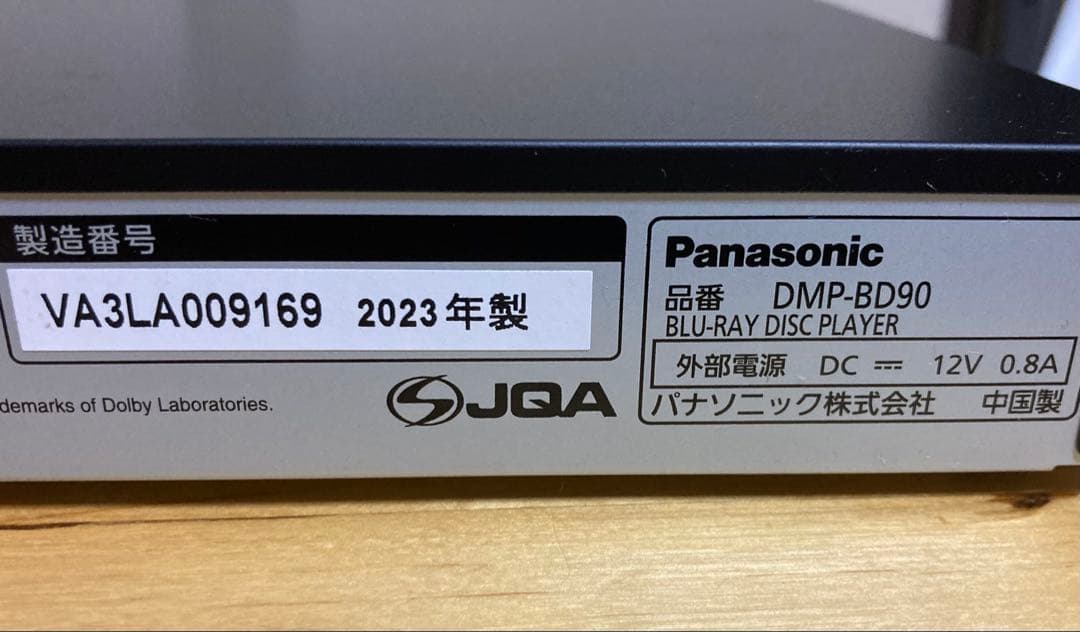 製造番号
VA3LA009169 2023年製
demarks of Dolby Laboratories.
JQA
Panasonic
品番 DMP-BD90
BLU-RAY DISC PLAYER
外部電源 DC ⎓ 12V 0.8A
パナソニック株式会社 中国製